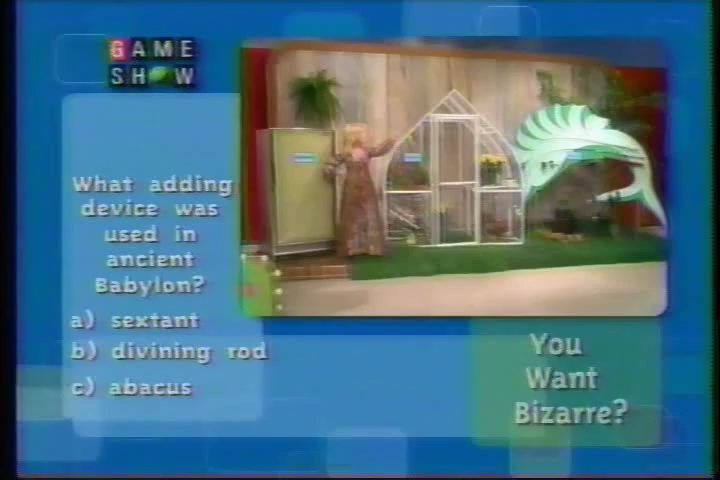 GAME
SHOW
What adding
device was
used in
ancient
Babylon?
a) sextant
b) divining rod
c) abacus
You
Want
Bizarre?